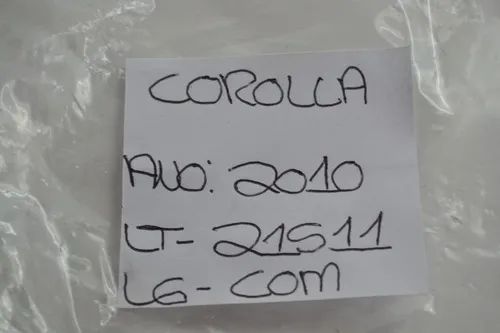 COROLLA
ANO: 2010
LT- 21511
LG- COM